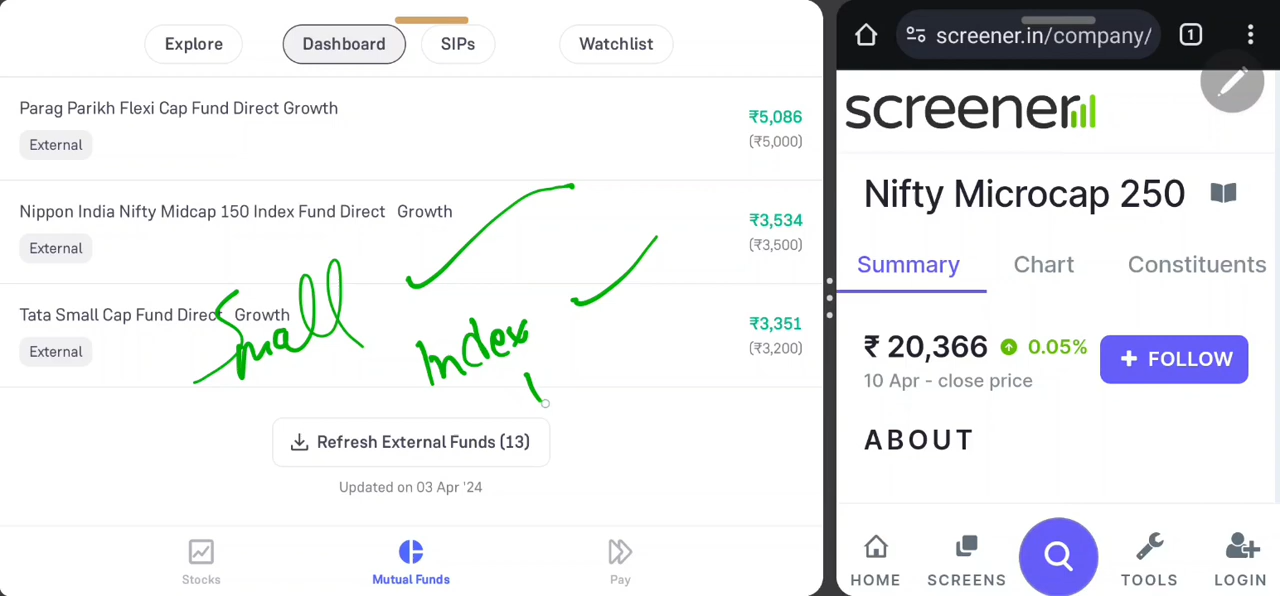 Explore Dashboard SIPs Watchlist
Parag Parikh Flexi Cap Fund Direct Growth
External
₹5,086
(₹5,000)
Nippon India Nifty Midcap 150 Index Fund Direct Growth
External
₹3,534
(₹3,500)
Tata Small Cap Fund Direct Growth
External
₹3,351
(₹3,200)
Small
Index
Refresh External Funds (13)
Updated on 03 Apr '24
Stocks Mutual Funds Pay
screener.in/company/ 1
screener
Nifty Microcap 250
Summary Chart Constituents
₹ 20,366 0.05%
+ FOLLOW
10 Apr - close price
ABOUT
HOME SCREENS TOOLS LOGIN